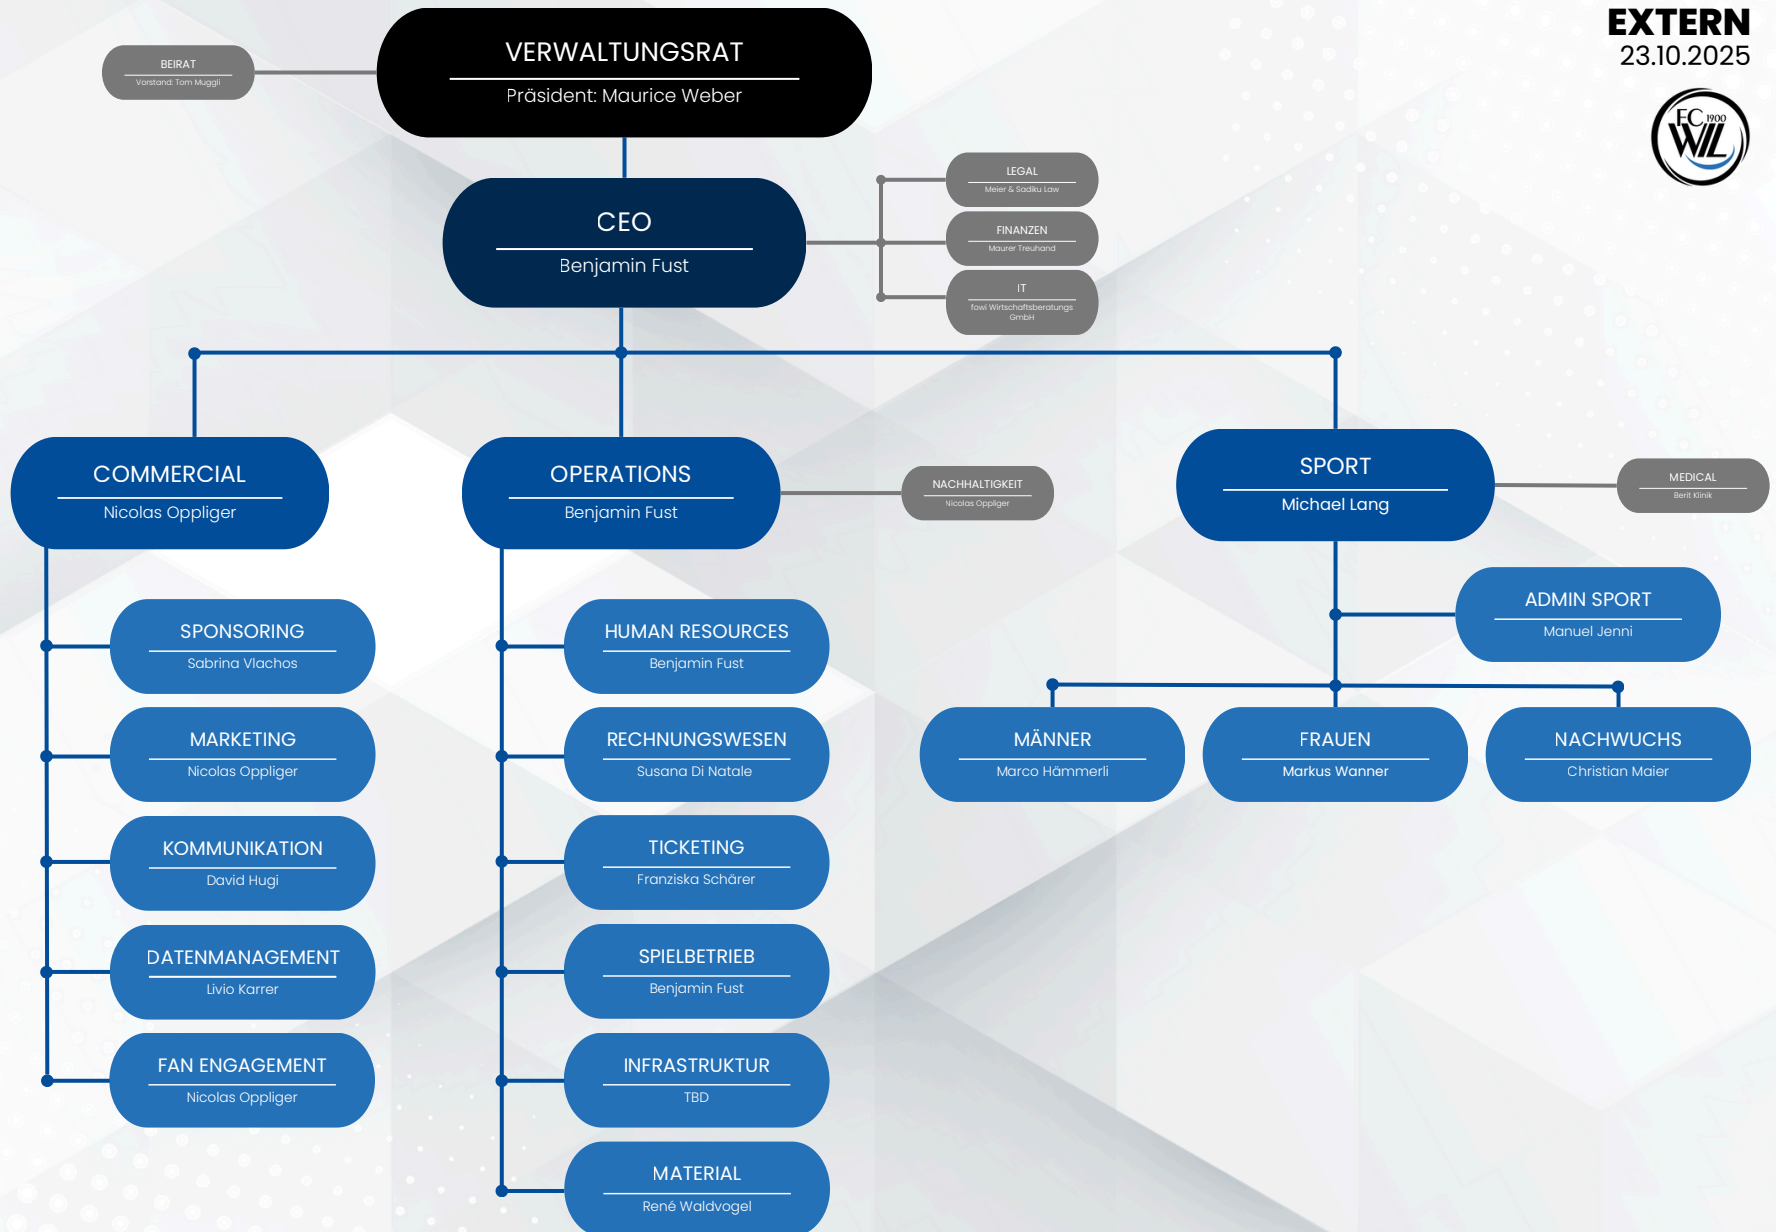 EXTERN
23.10.2025
FC 1900
WIL
VERWALTUNGSRAT
Präsident: Maurice Weber
BEIRAT
Vorstand: Tom Muggli
CEO
Benjamin Fust
LEGAL
Meier & Sadiku Law
FINANZEN
Maurer Treuhand
IT
fowi Wirtschaftsberatungs
GmbH
COMMERCIAL
Nicolas Oppliger
OPERATIONS
Benjamin Fust
NACHHALTIGKEIT
Nicolas Oppliger
SPORT
Michael Lang
MEDICAL
Berit Klinik
SPONSORING
Sabrina Vlachos
MARKETING
Nicolas Oppliger
KOMMUNIKATION
David Hugi
DATENMANAGEMENT
Livio Karrer
FAN ENGAGEMENT
Nicolas Oppliger
HUMAN RESOURCES
Benjamin Fust
RECHNUNGSWESEN
Susana Di Natale
TICKETING
Franziska Schärer
SPIELBETRIEB
Benjamin Fust
INFRASTRUKTUR
TBD
MATERIAL
René Waldvogel
ADMIN SPORT
Manuel Jenni
MÄNNER
Marco Hämmerli
FRAUEN
Markus Wanner
NACHWUCHS
Christian Maier